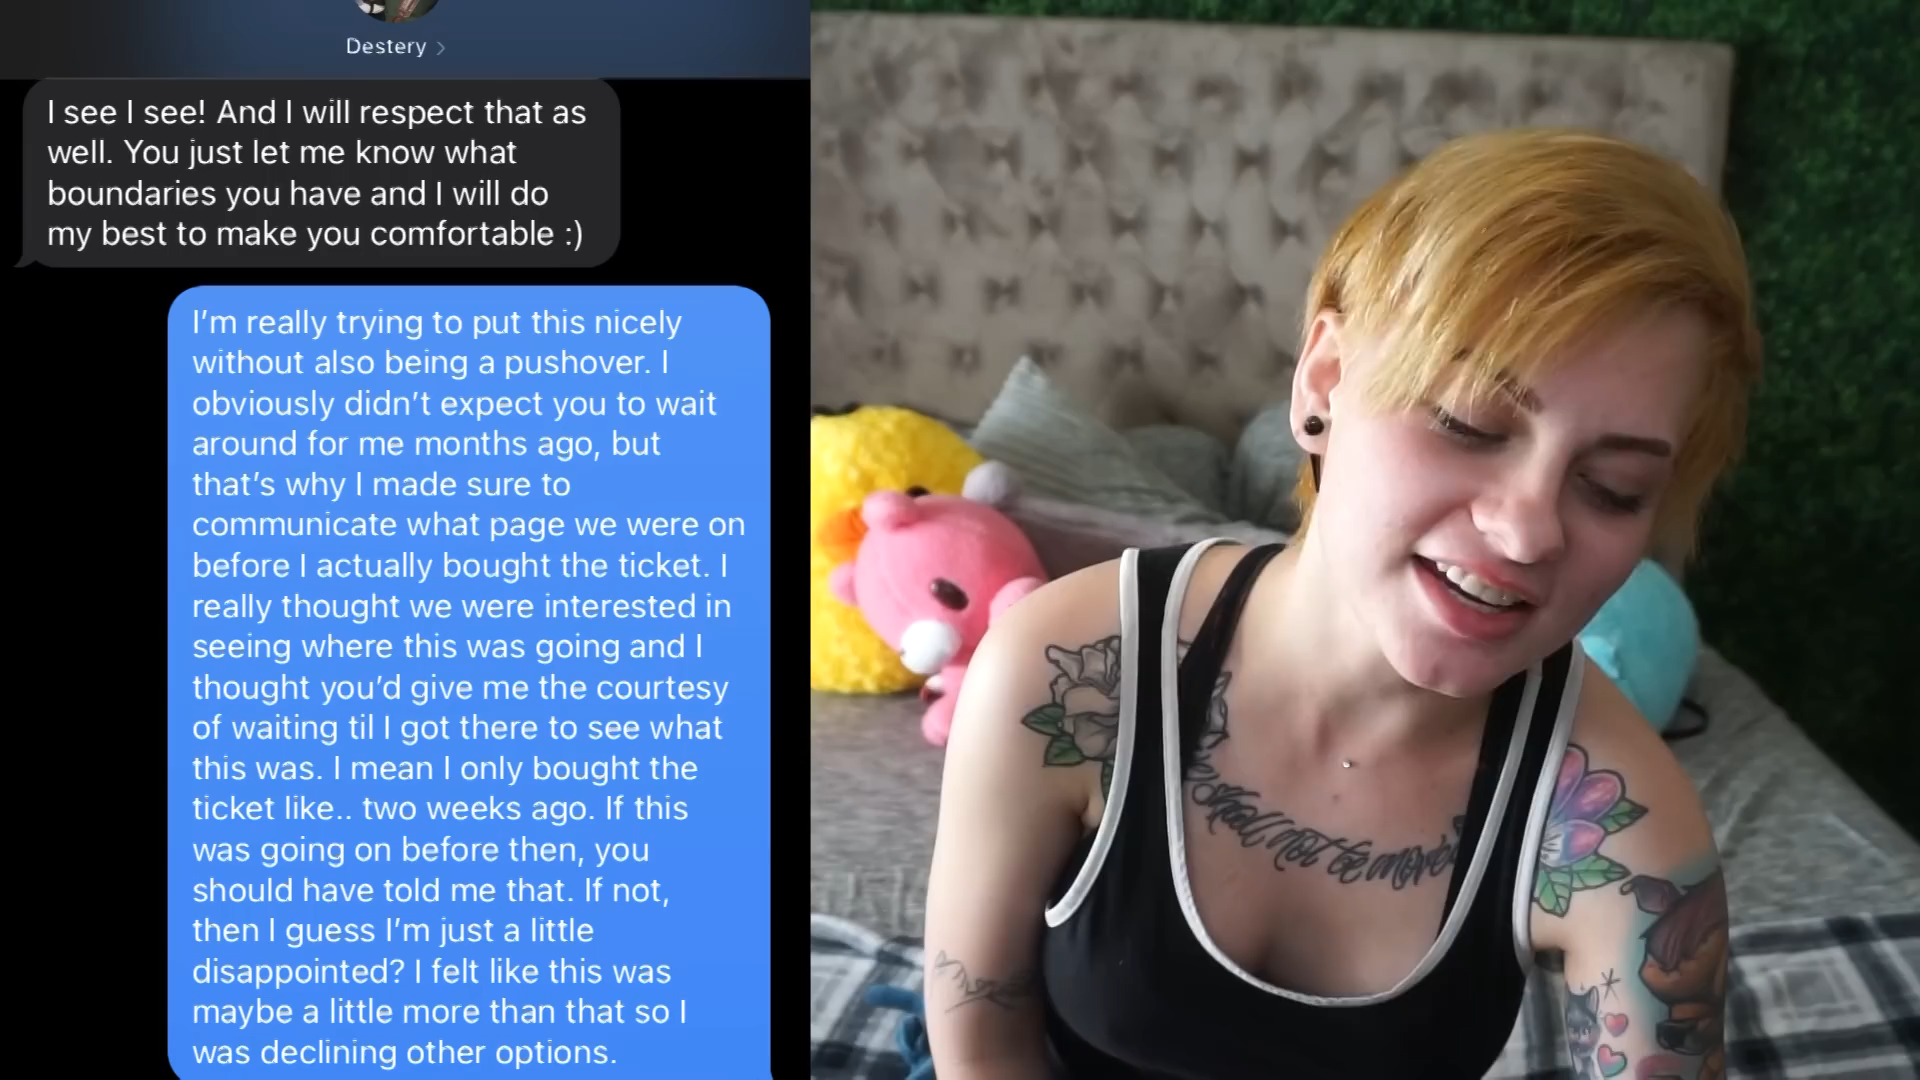 Destery
I see I see! And I will respect that as
well. You just let me know what
boundaries you have and I will do
my best to make you comfortable :)
I'm really trying to put this nicely
without also being a pushover. I
obviously didn't expect you to wait
around for me months ago, but
that's why I made sure to
communicate what page we were on
before I actually bought the ticket. I
really thought we were interested in
seeing where this was going and I
thought you'd give me the courtesy
of waiting til I got there to see what
this was. I mean I only bought the
ticket like.. two weeks ago. If this
was going on before then, you
should have told me that. If not,
then I guess I'm just a little
disappointed? I felt like this was
maybe a little more than that so I
was declining other options.
shall not be moved